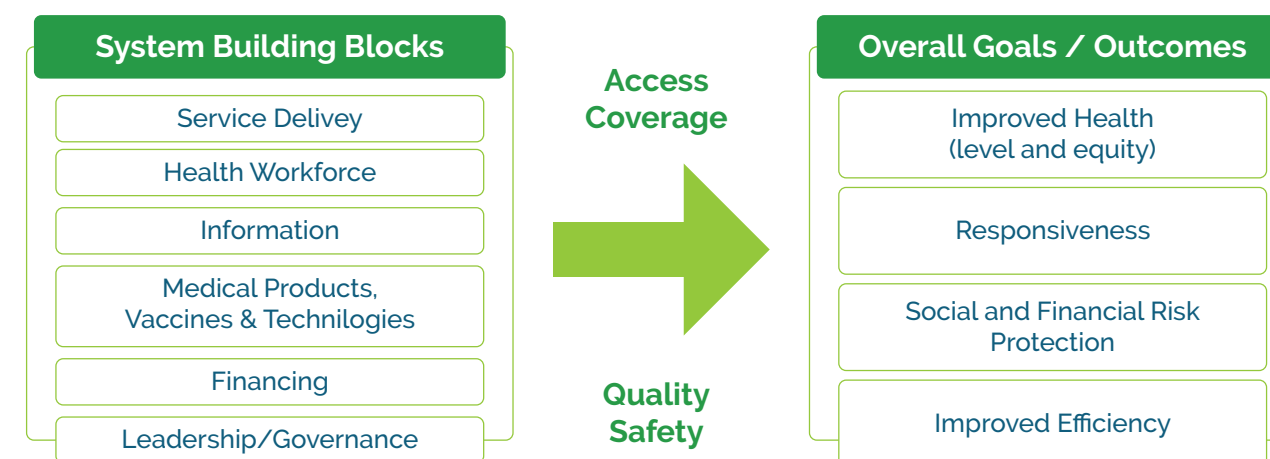 System Building Blocks
Service Delivey
Health Workforce
Information
Medical Products,
Vaccines & Technilogies
Financing
Leadership/Governance
Access
Coverage
Quality
Safety
Overall Goals / Outcomes
Improved Health
(level and equity)
Responsiveness
Social and Financial Risk
Protection
Improved Efficiency